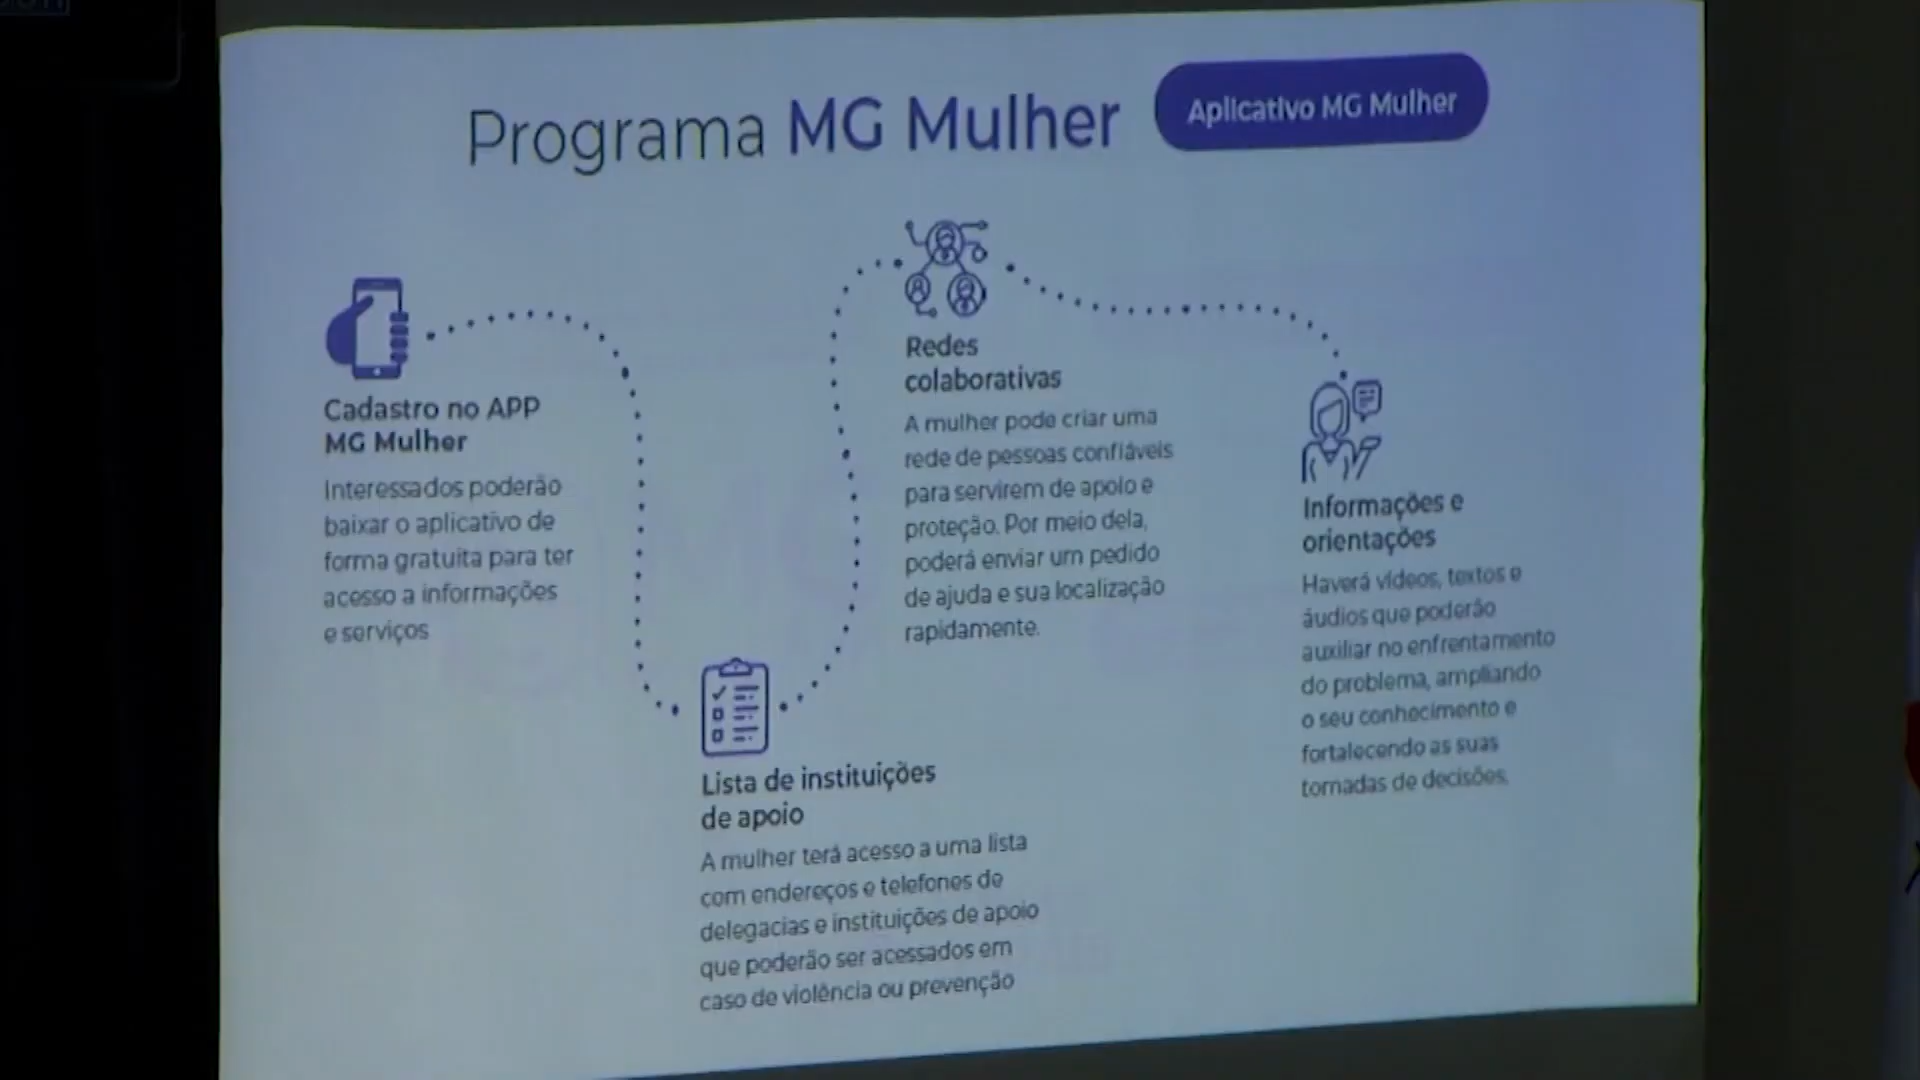 Programa MG Mulher
Aplicativo MG Mulher
Cadastro no APP
MG Mulher
Interessados poderão
baixar o aplicativo de
forma gratuita para ter
acesso a informações
e serviços
Lista de instituições
de apoio
A mulher terá acesso a uma lista
com endereços e telefones de
delegacias e instituições de apoio
que poderão ser acessados em
caso de violência ou prevenção
Redes
colaborativas
A mulher pode criar uma
rede de pessoas confiáveis
para servirem de apoio e
proteção. Por meio dela,
poderá enviar um pedido
de ajuda e sua localização
rapidamente.
Informações e
orientações
Haverá vídeos, textos e
áudios que poderão
auxiliar no enfrentamento
do problema, ampliando
o seu conhecimento e
fortalecendo as suas
tomadas de decisões.